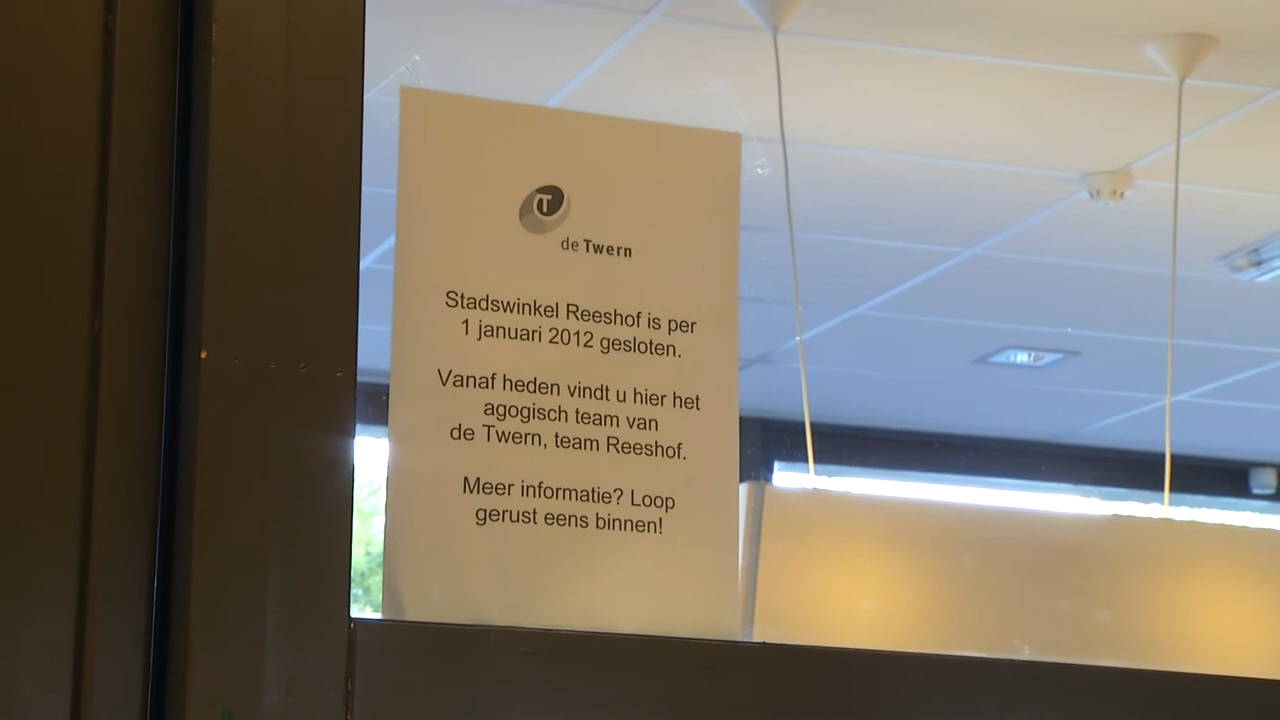 T
de Twern
Stadswinkel Reeshof is per
1 januari 2012 gesloten.
Vanaf heden vindt u hier het
agogisch team van
de Twern, team Reeshof.
Meer informatie? Loop
gerust eens binnen!